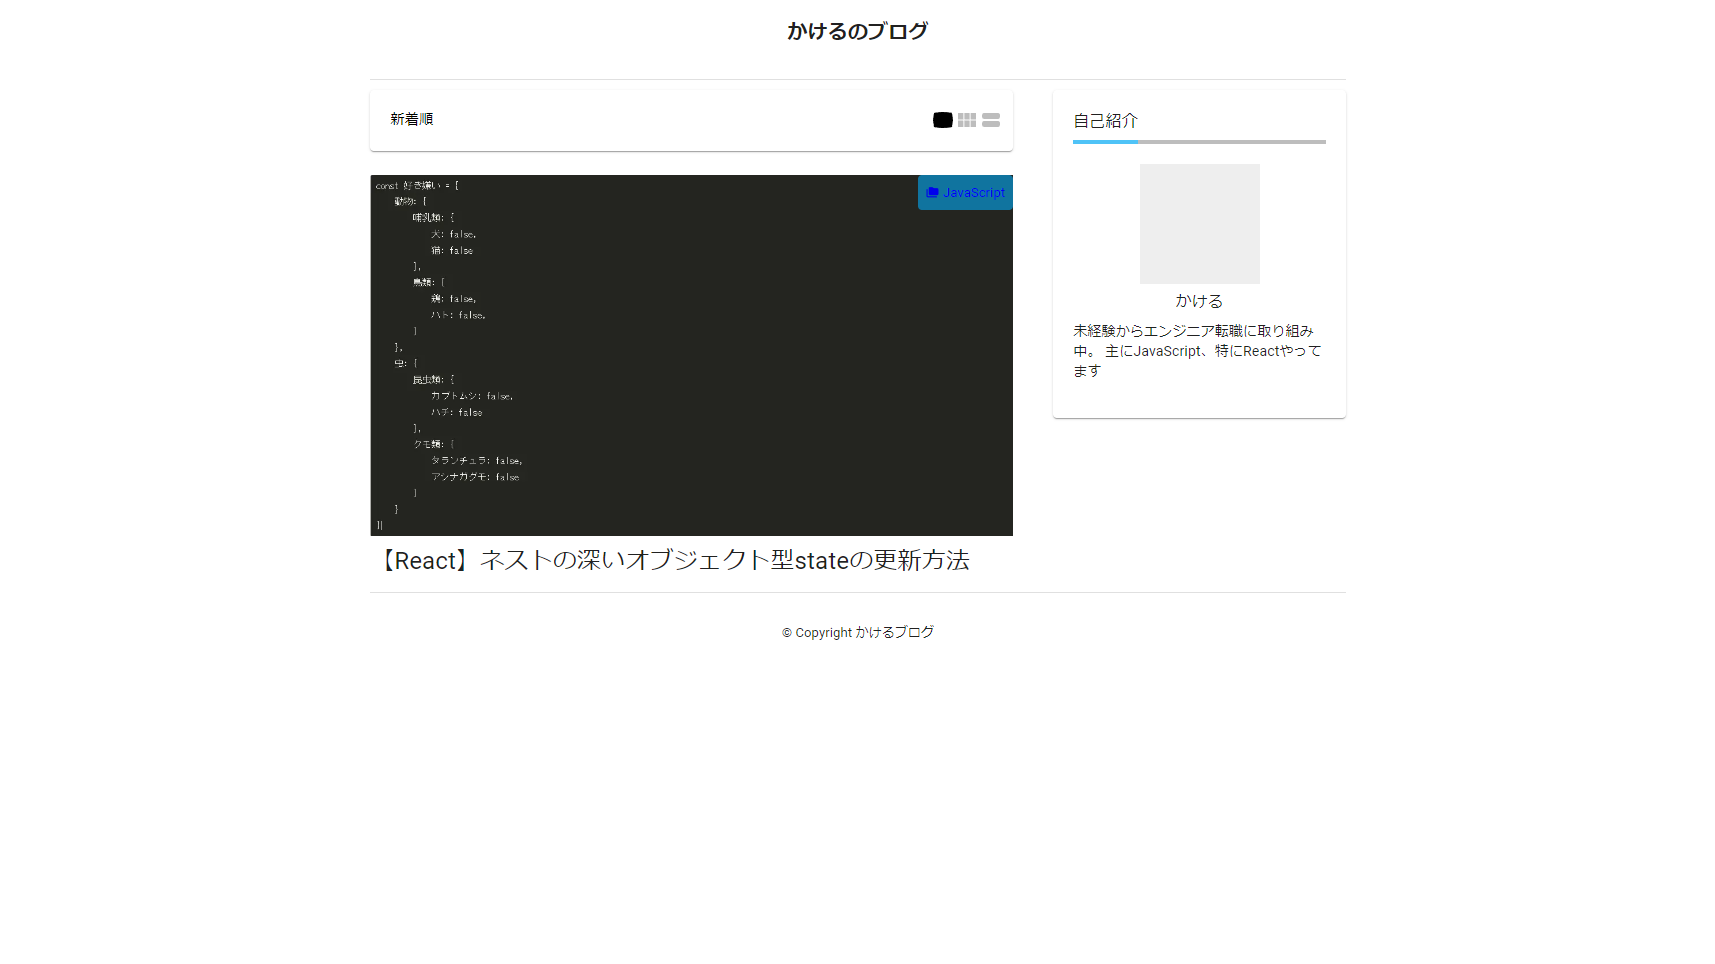 かけるのブログ
新着順
JavaScript
const 好き嫌い = {
動物: {
哺乳類: {
犬: false,
猫: false
},
鳥類: {
鶏: false,
ハト: false,
}
},
虫: {
昆虫類: {
カブトムシ: false,
ハチ: false
},
クモ類: {
タランチュラ: false,
アシナガグモ: false
}
}
}
【React】ネストの深いオブジェクト型stateの更新方法
自己紹介
かける
未経験からエンジニア転職に取り組み
中。 主にJavaScript、特にReactやって
ます
© Copyright かけるブログ